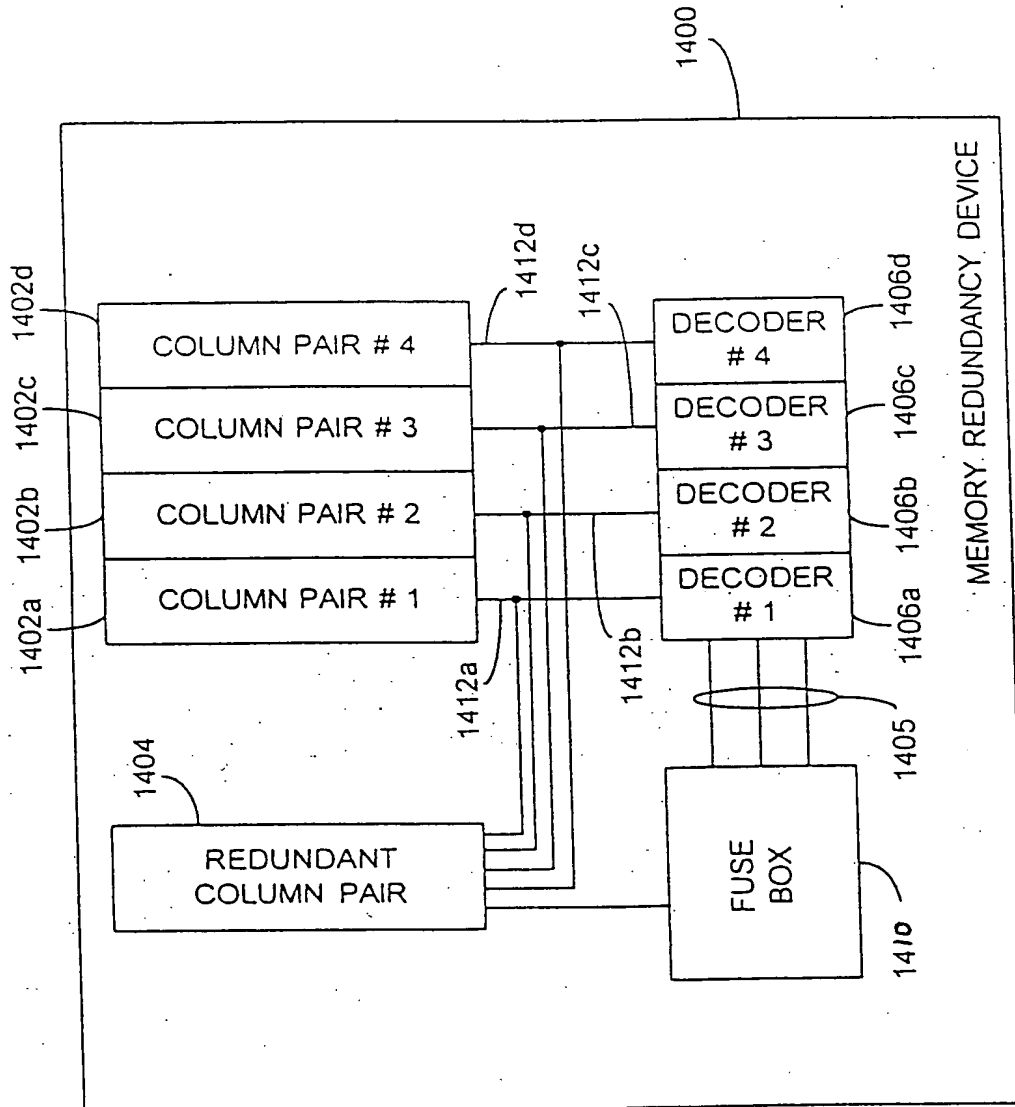 1400
1402a
1402b
1402c
1402d
COLUMN PAIR # 1
COLUMN PAIR # 2
COLUMN PAIR # 3
COLUMN PAIR # 4
1404
REDUNDANT
COLUMN PAIR
1412a
1412b
1412c
1412d
DECODER
# 1
DECODER
# 2
DECODER
# 3
DECODER
# 4
1406a
1406b
1406c
1406d
1405
FUSE
BOX
1410
MEMORY REDUNDANCY DEVICE